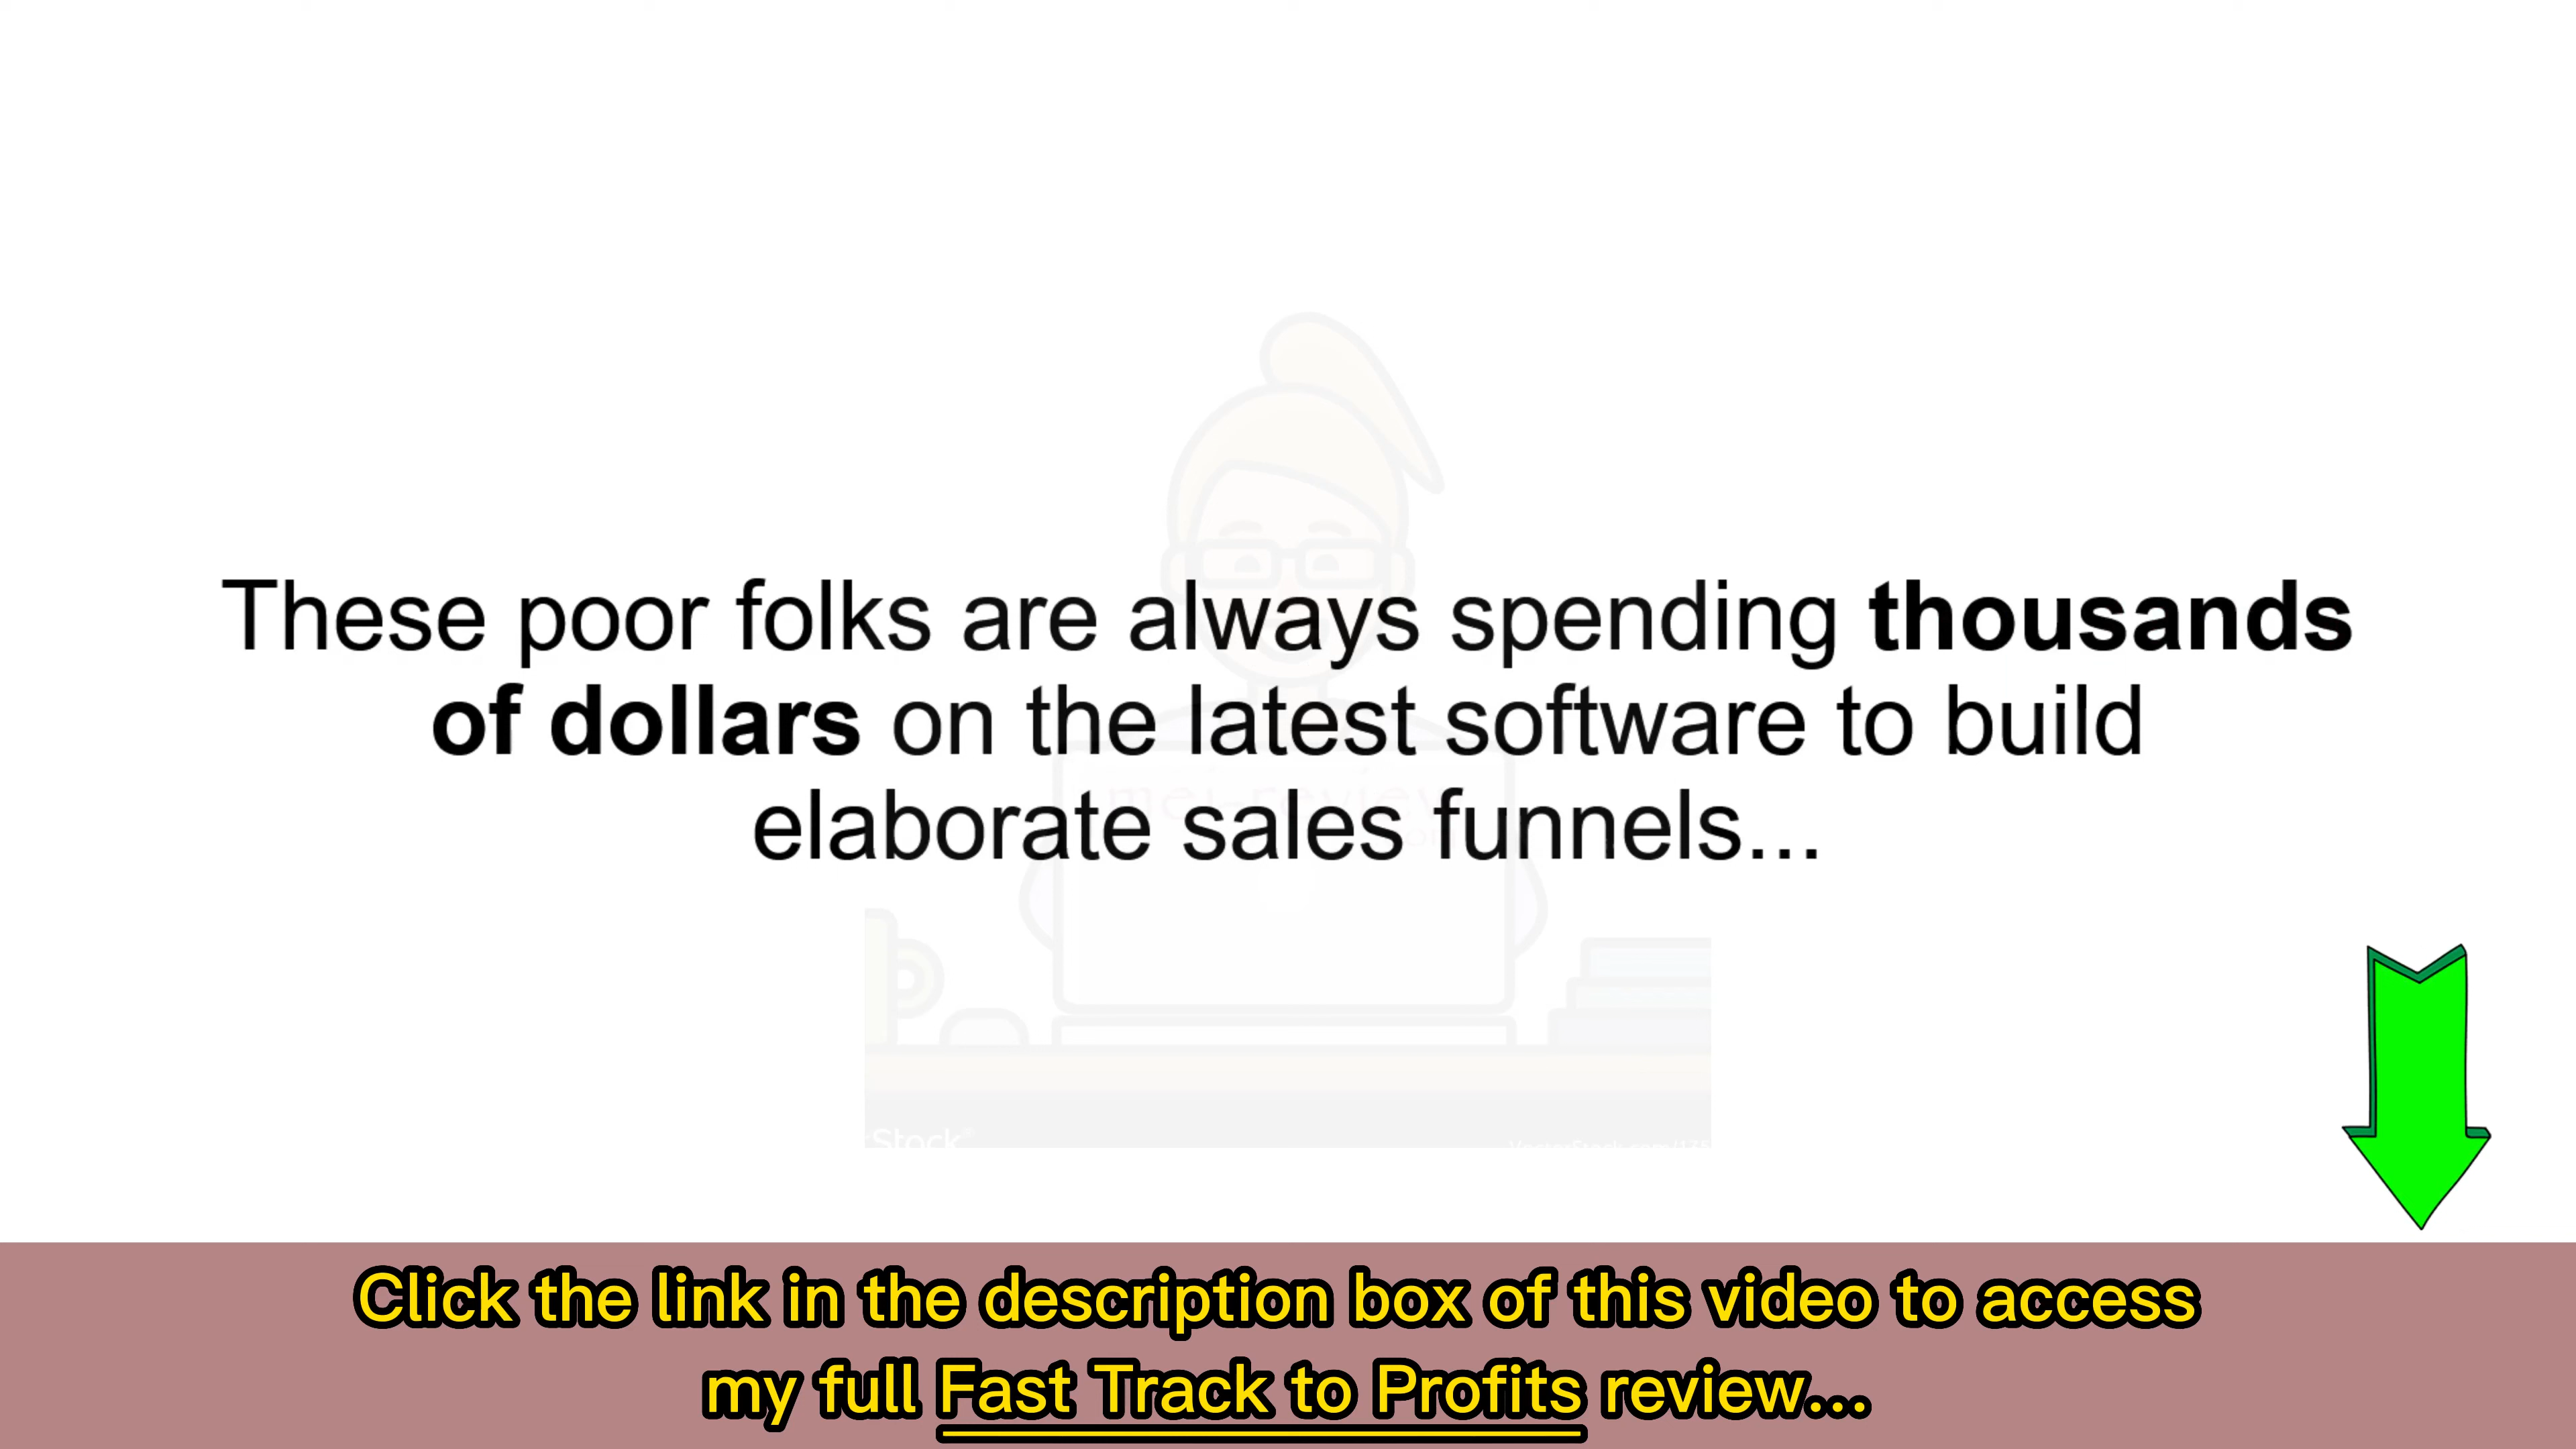 These poor folks are always spending thousands
of dollars on the latest software to build
elaborate sales funnels...
Click the link in the description box of this video to access
my full Fast Track to Profits review...